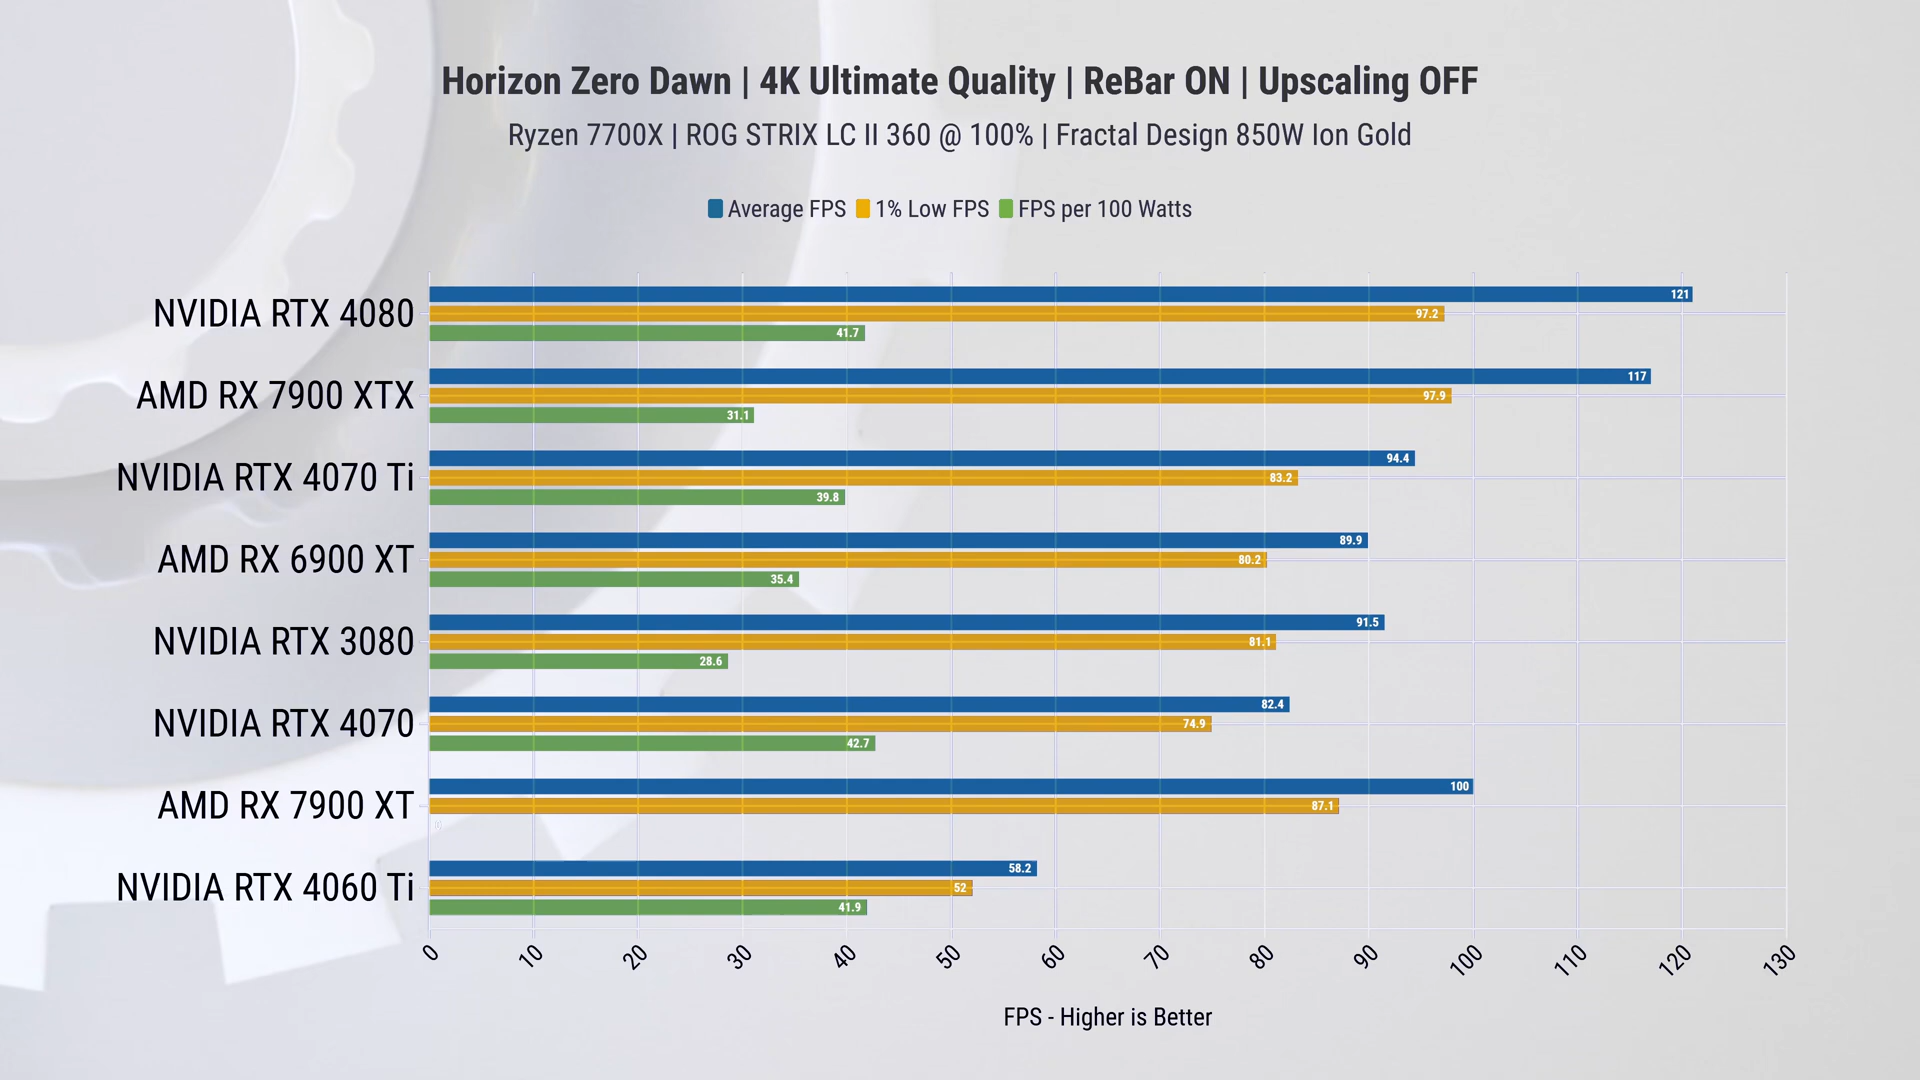 Horizon Zero Dawn | 4K Ultimate Quality | ReBar ON | Upscaling OFF
Ryzen 7700X | ROG STRIX LC II 360 @ 100% | Fractal Design 850W Ion Gold
Average FPS 1% Low FPS FPS per 100 Watts
NVIDIA RTX 4080
121
97.2
41.7
AMD RX 7900 XTX
117
97.9
31.1
NVIDIA RTX 4070 Ti
94.4
83.2
39.8
AMD RX 6900 XT
89.9
80.2
35.4
NVIDIA RTX 3080
91.5
81.1
28.6
NVIDIA RTX 4070
82.4
74.9
42.7
AMD RX 7900 XT
100
87.1
NVIDIA RTX 4060 Ti
58.2
52
41.9
0 10 20 30 40 50 60 70 80 90 100 110 120 130
FPS - Higher is Better